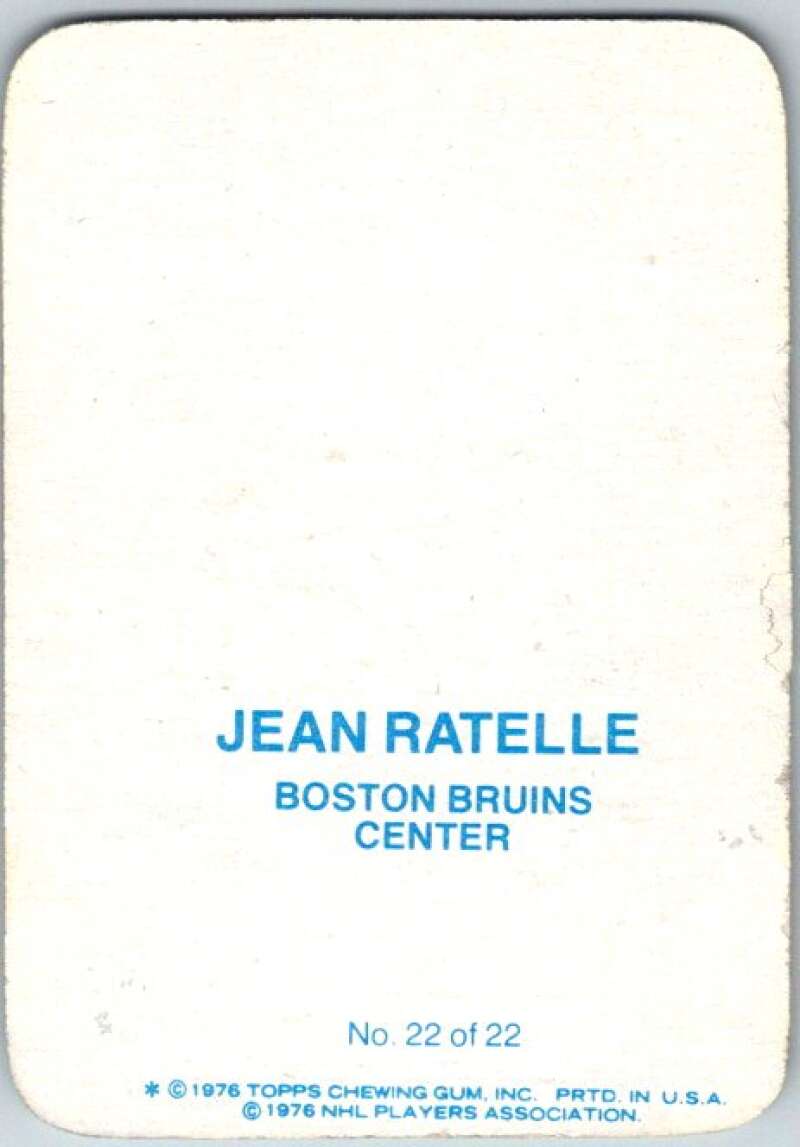 JEAN RATELLE
BOSTON BRUINS
CENTER
No. 22 of 22
* © 1976 TOPPS CHEWING GUM, INC. PRTD. IN U.S.A.
© 1976 NHL PLAYERS ASSOCIATION.